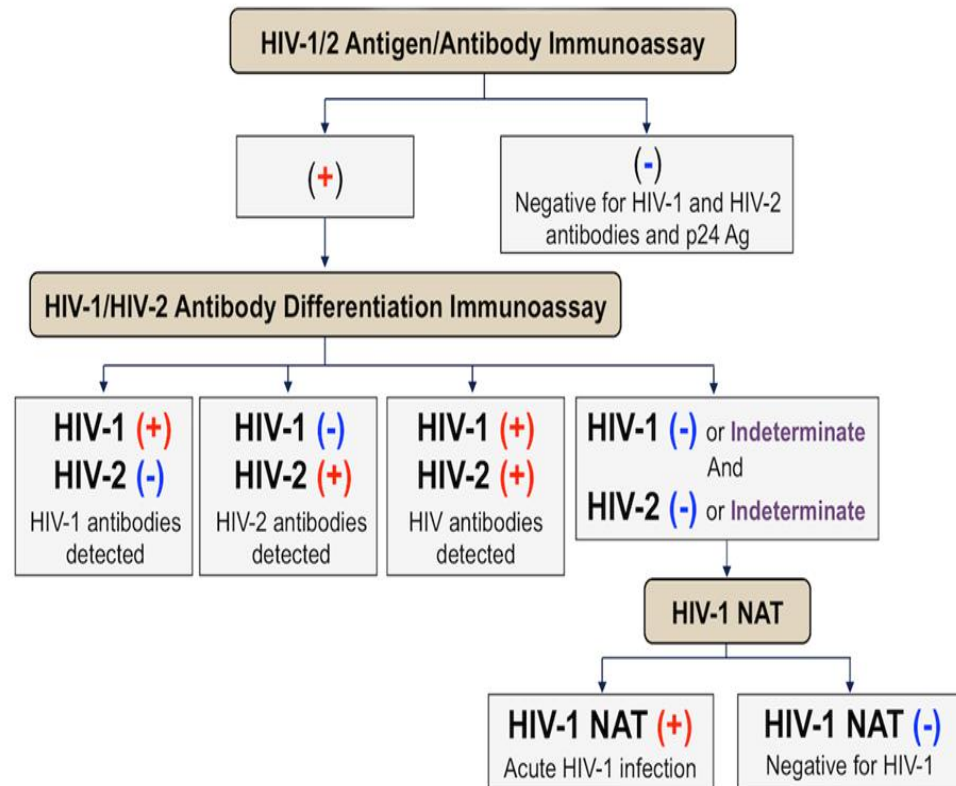 HIV-1/2 Antigen/Antibody Immunoassay
(+)
(-)
Negative for HIV-1 and HIV-2
antibodies and p24 Ag
HIV-1/HIV-2 Antibody Differentiation Immunoassay
HIV-1 (+)
HIV-2 (-)
HIV-1 antibodies
detected
HIV-1 (-)
HIV-2 (+)
HIV-2 antibodies
detected
HIV-1 (+)
HIV-2 (+)
HIV antibodies
detected
HIV-1 (-) or Indeterminate
And
HIV-2 (-) or Indeterminate
HIV-1 NAT
HIV-1 NAT (+)
Acute HIV-1 infection
HIV-1 NAT (-)
Negative for HIV-1